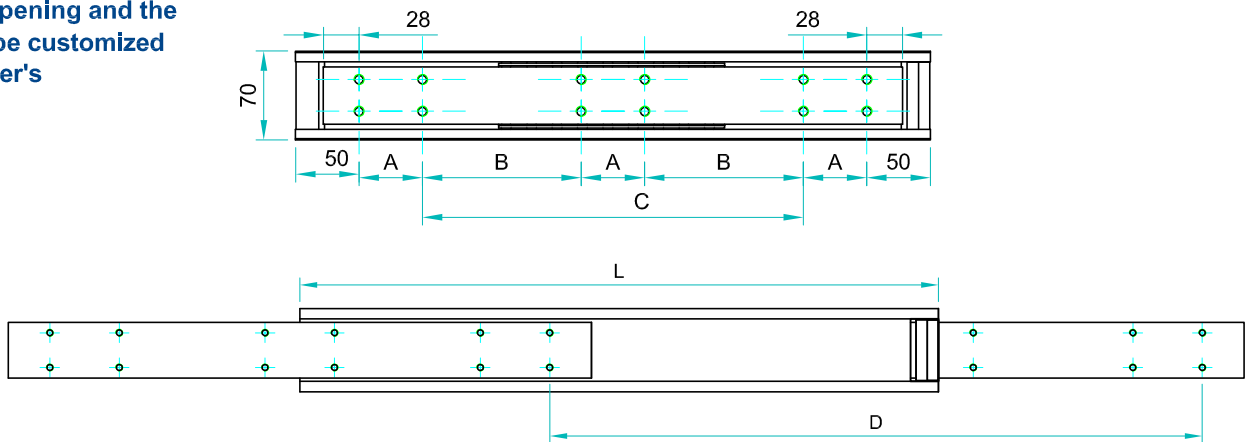 pening and the
be customized
er's
28
28
70
50
A
B
A
B
A
50
C
L
D